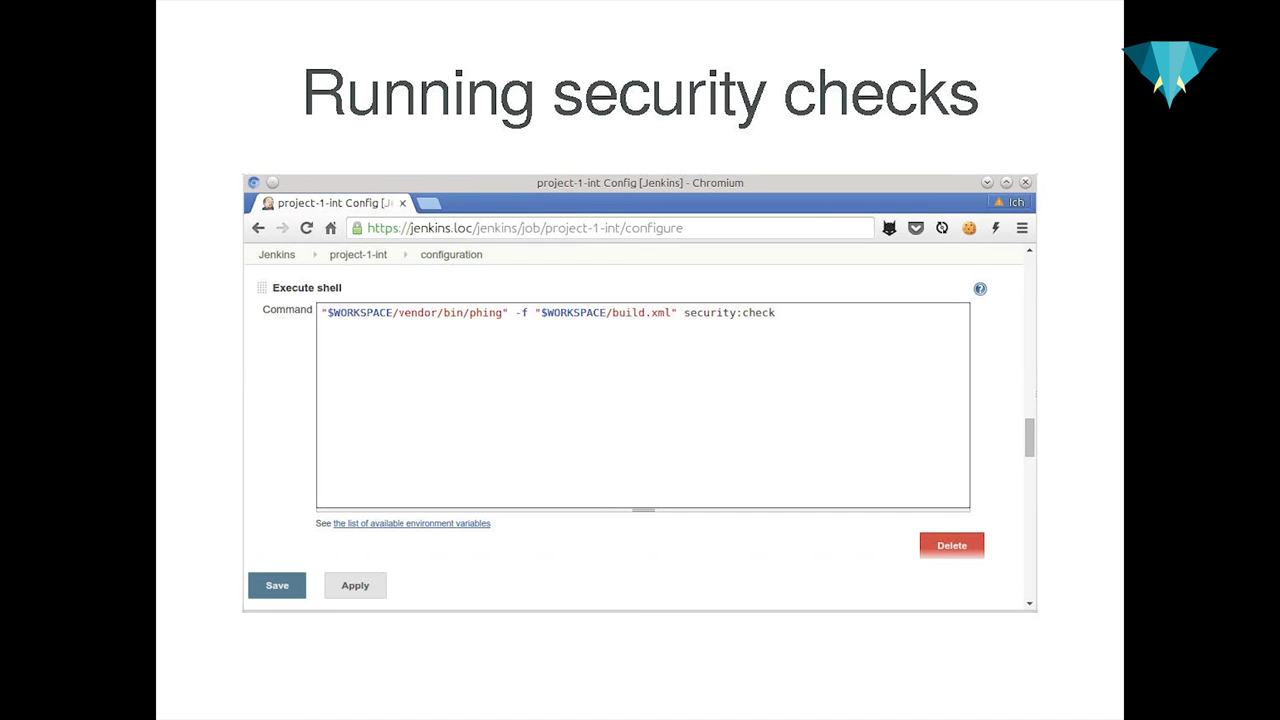 Running security checks
project-1-int Config [Jenkins] - Chromium
project-1-int Config [J
Ich
https://jenkins.loc/jenkins/job/project-1-int/configure
Jenkins project-1-int configuration
Execute shell
Command "$WORKSPACE/vendor/bin/phing" -f "$WORKSPACE/build.xml" security:check
See the list of available environment variables
Delete
Save Apply